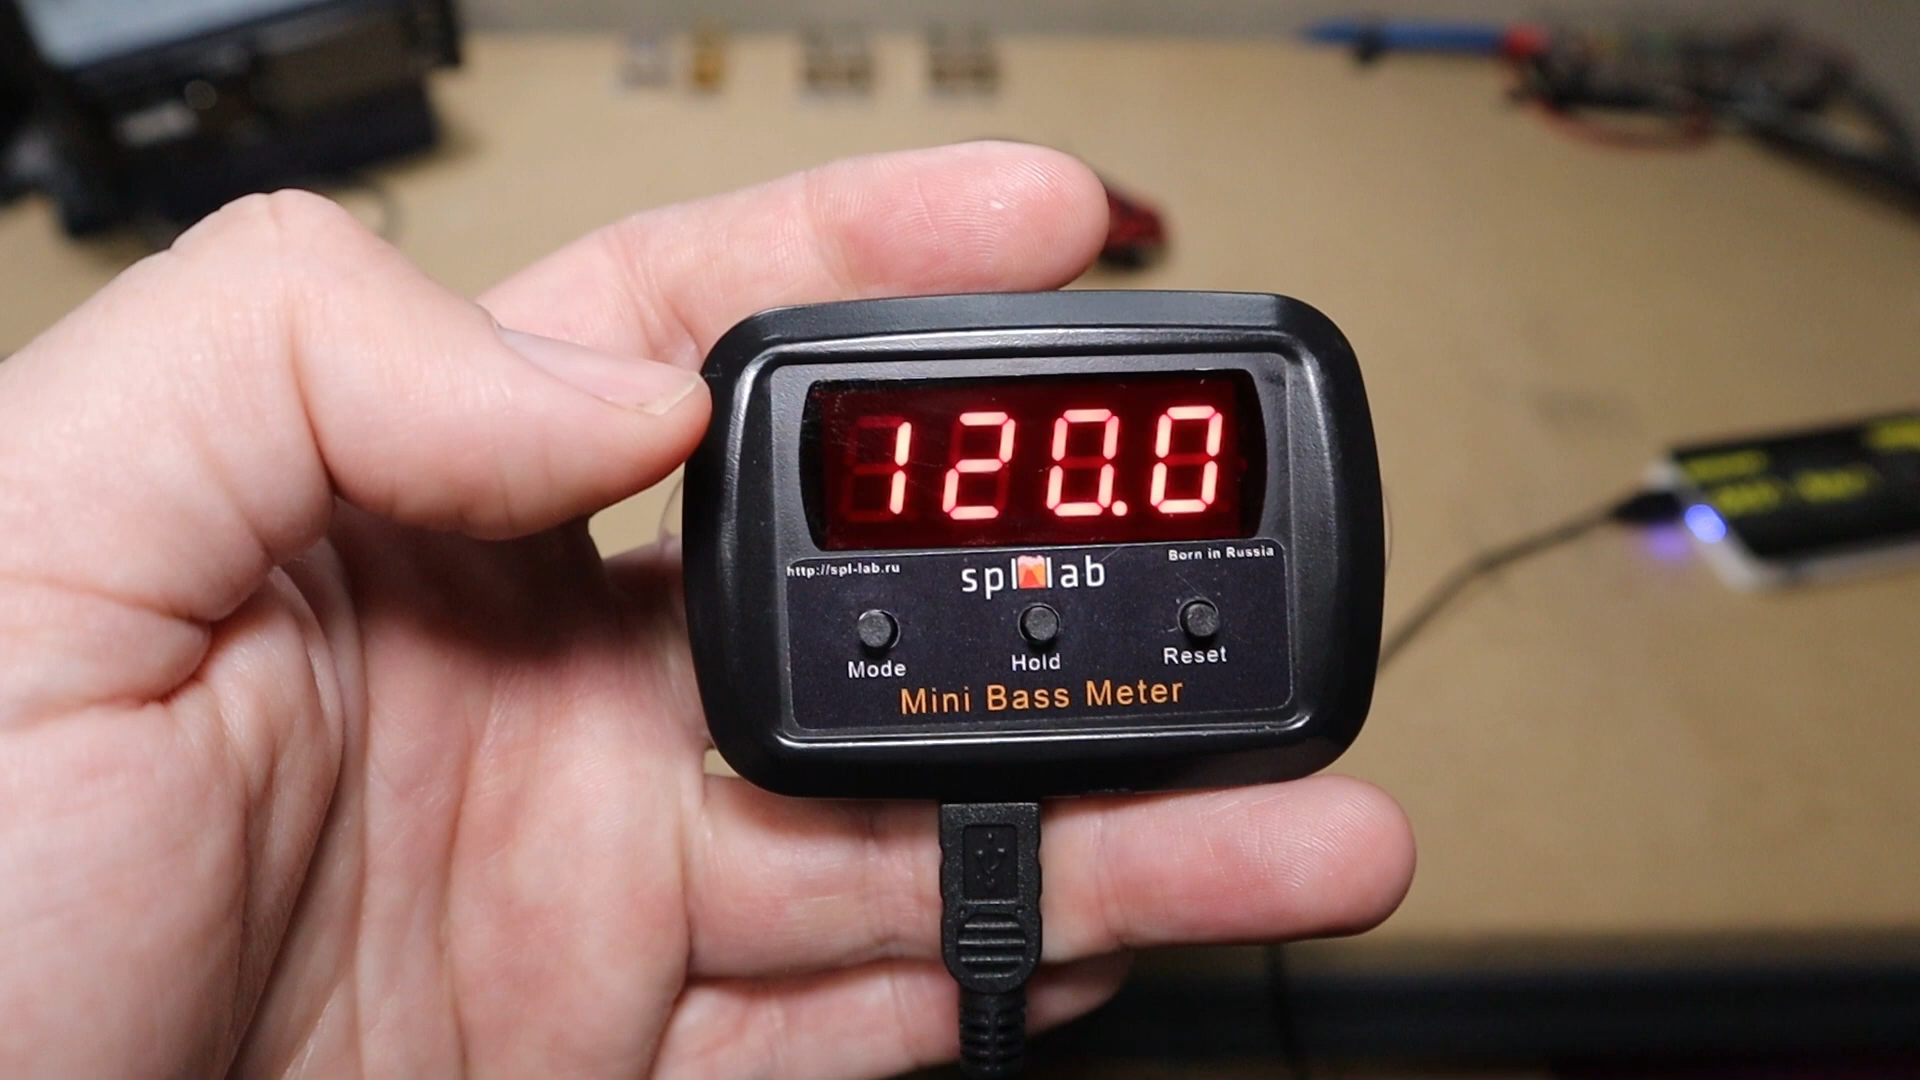 120.0
http://spl-lab.ru
spl lab
Born in Russia
Mode
Hold
Reset
Mini Bass Meter